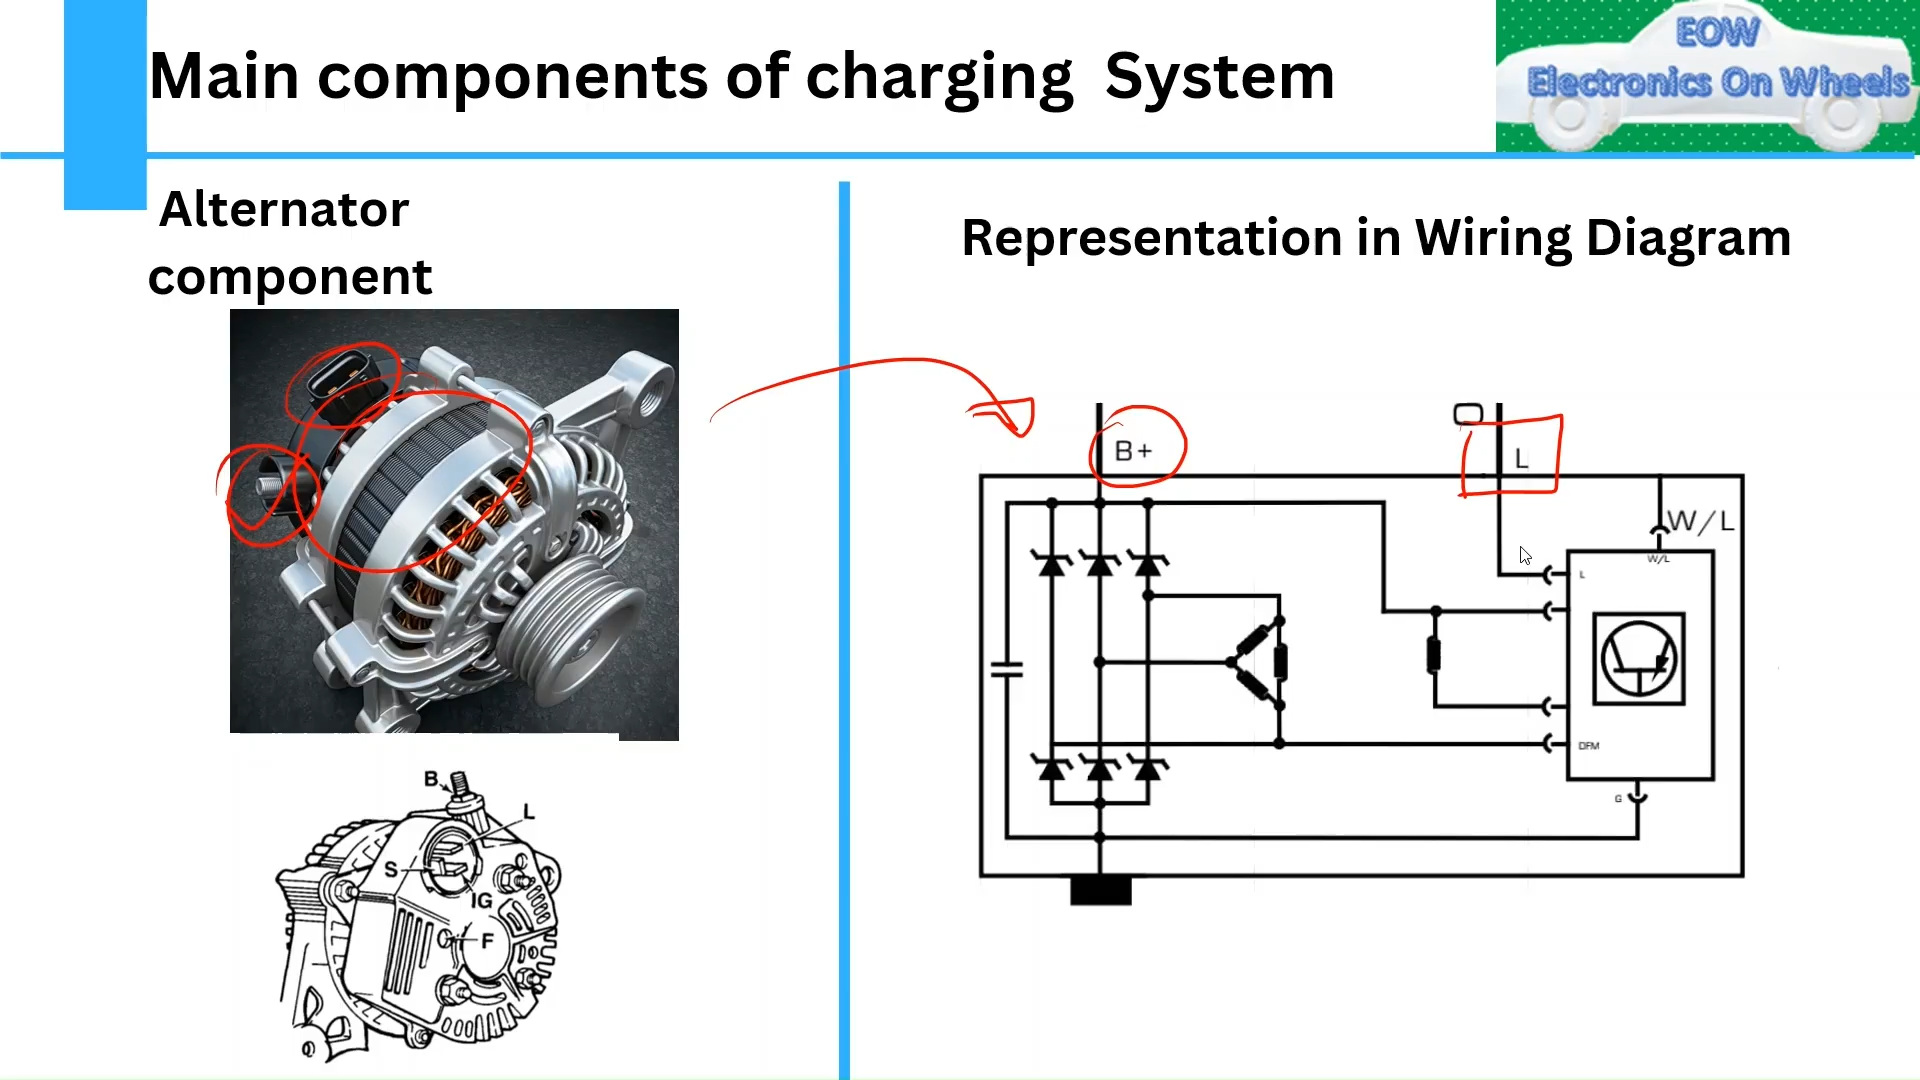 Main components of charging System
EOW
Electronics On Wheels
Alternator
component
Representation in Wiring Diagram
B+
L
W/L
W/L
L
DFM
G
B
L
S
IG
F